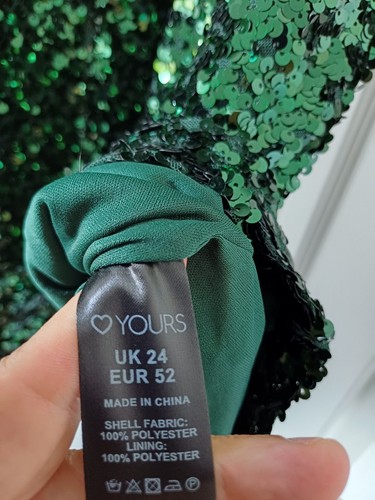 YOURS
UK 24
EUR 52
MADE IN CHINA
SHELL FABRIC:
100% POLYESTER
LINING:
100% POLYESTER